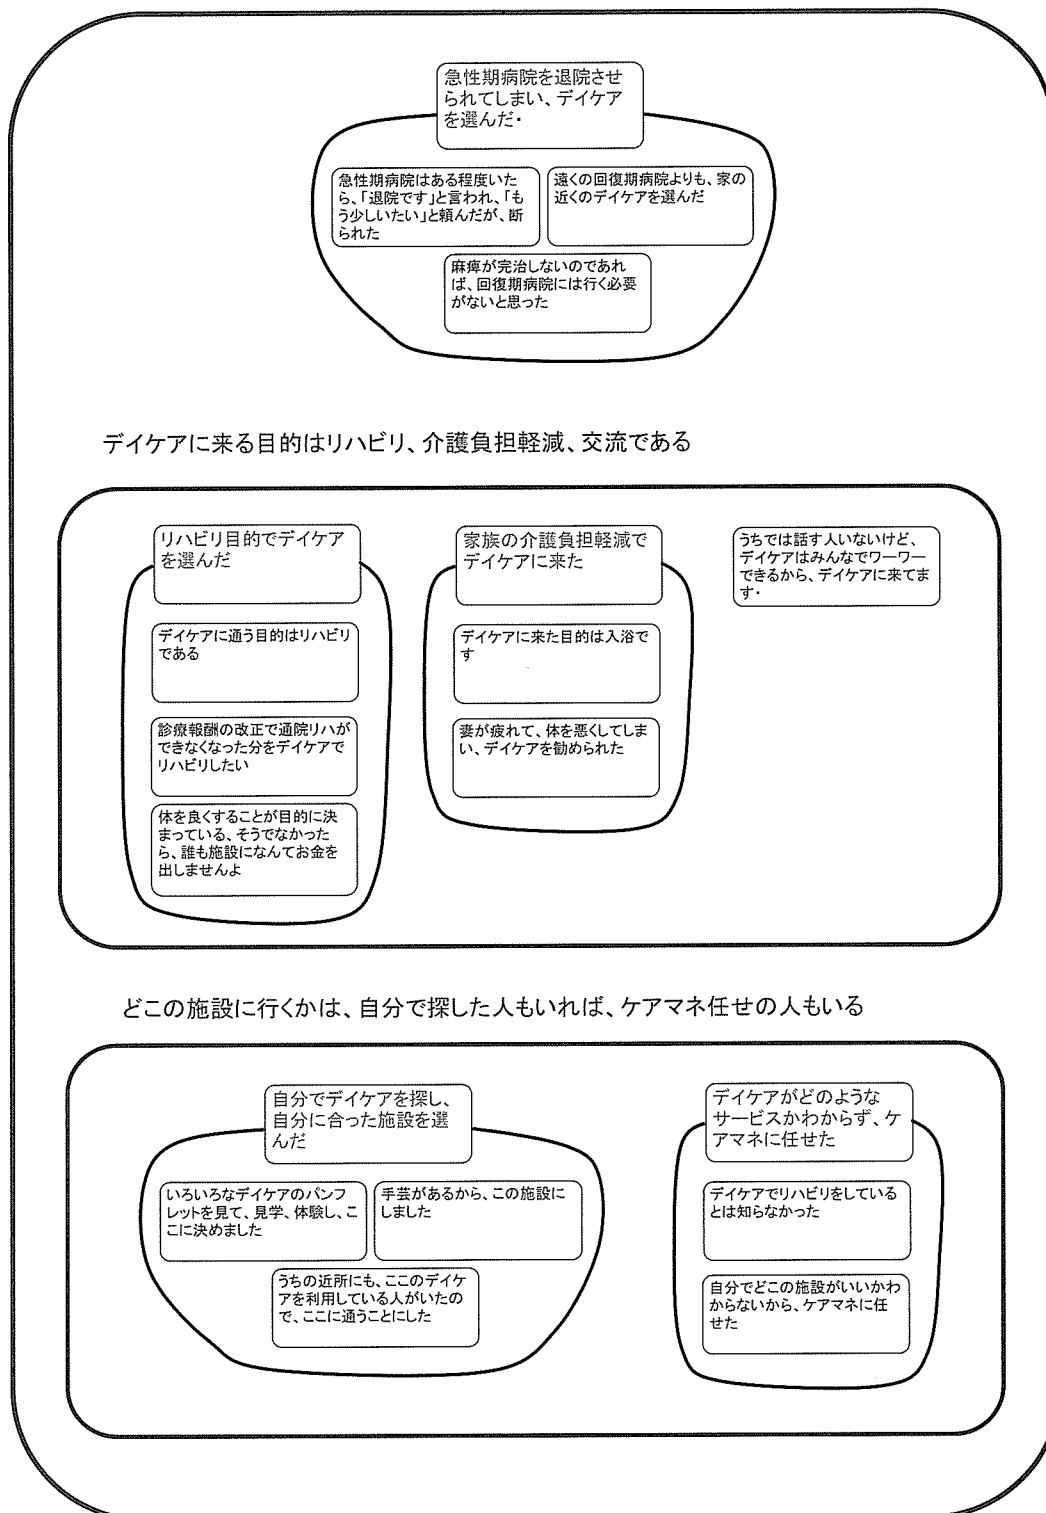 急性期病院を退院させ
られてしまい、デイケア
を選んだ・
急性期病院はある程度いた
ら、「退院です」と言われ、「も
う少しいたい」と頼んだが、断
られた
遠くの回復期病院よりも、家の
近くのデイケアを選んだ
麻痺が完治しないのであれ
ば、回復期病院には行く必要
がないと思った
デイケアに来る目的はリハビリ、介護負担軽減、交流である
リハビリ目的でデイケア
を選んだ
デイケアに通う目的はリハビリ
である
診療報酬の改正で通院リハが
できなくなった分をデイケアで
リハビリしたい
体を良くすることが目的に決
まっている、そうでなかった
ら、誰も施設になんてお金を
出しませんよ
家族の介護負担軽減で
デイケアに来た
デイケアに来た目的は入浴で
す
妻が疲れて、体を悪くしてしま
い、デイケアを勧められた
うちでは話す人いないけど、
デイケアはみんなでワーワー
できるから、デイケアに来てま
す・
どこの施設に行くかは、自分で探した人もいれば、ケアマネ任せの人もいる
自分でデイケアを探し、
自分に合った施設を選
んだ
いろいろなデイケアのパンフ
レットを見て、見学、体験し、こ
こに決めました
手芸があるから、この施設に
しました
うちの近所にも、ここのデイケ
アを利用している人がいたの
で、ここに通うことにした
デイケアがどのような
サービスかわからず、ケ
アマネに任せた
デイケアでリハビリをしている
とは知らなかった
自分でどこの施設がいいかわ
からないから、ケアマネに任
せた